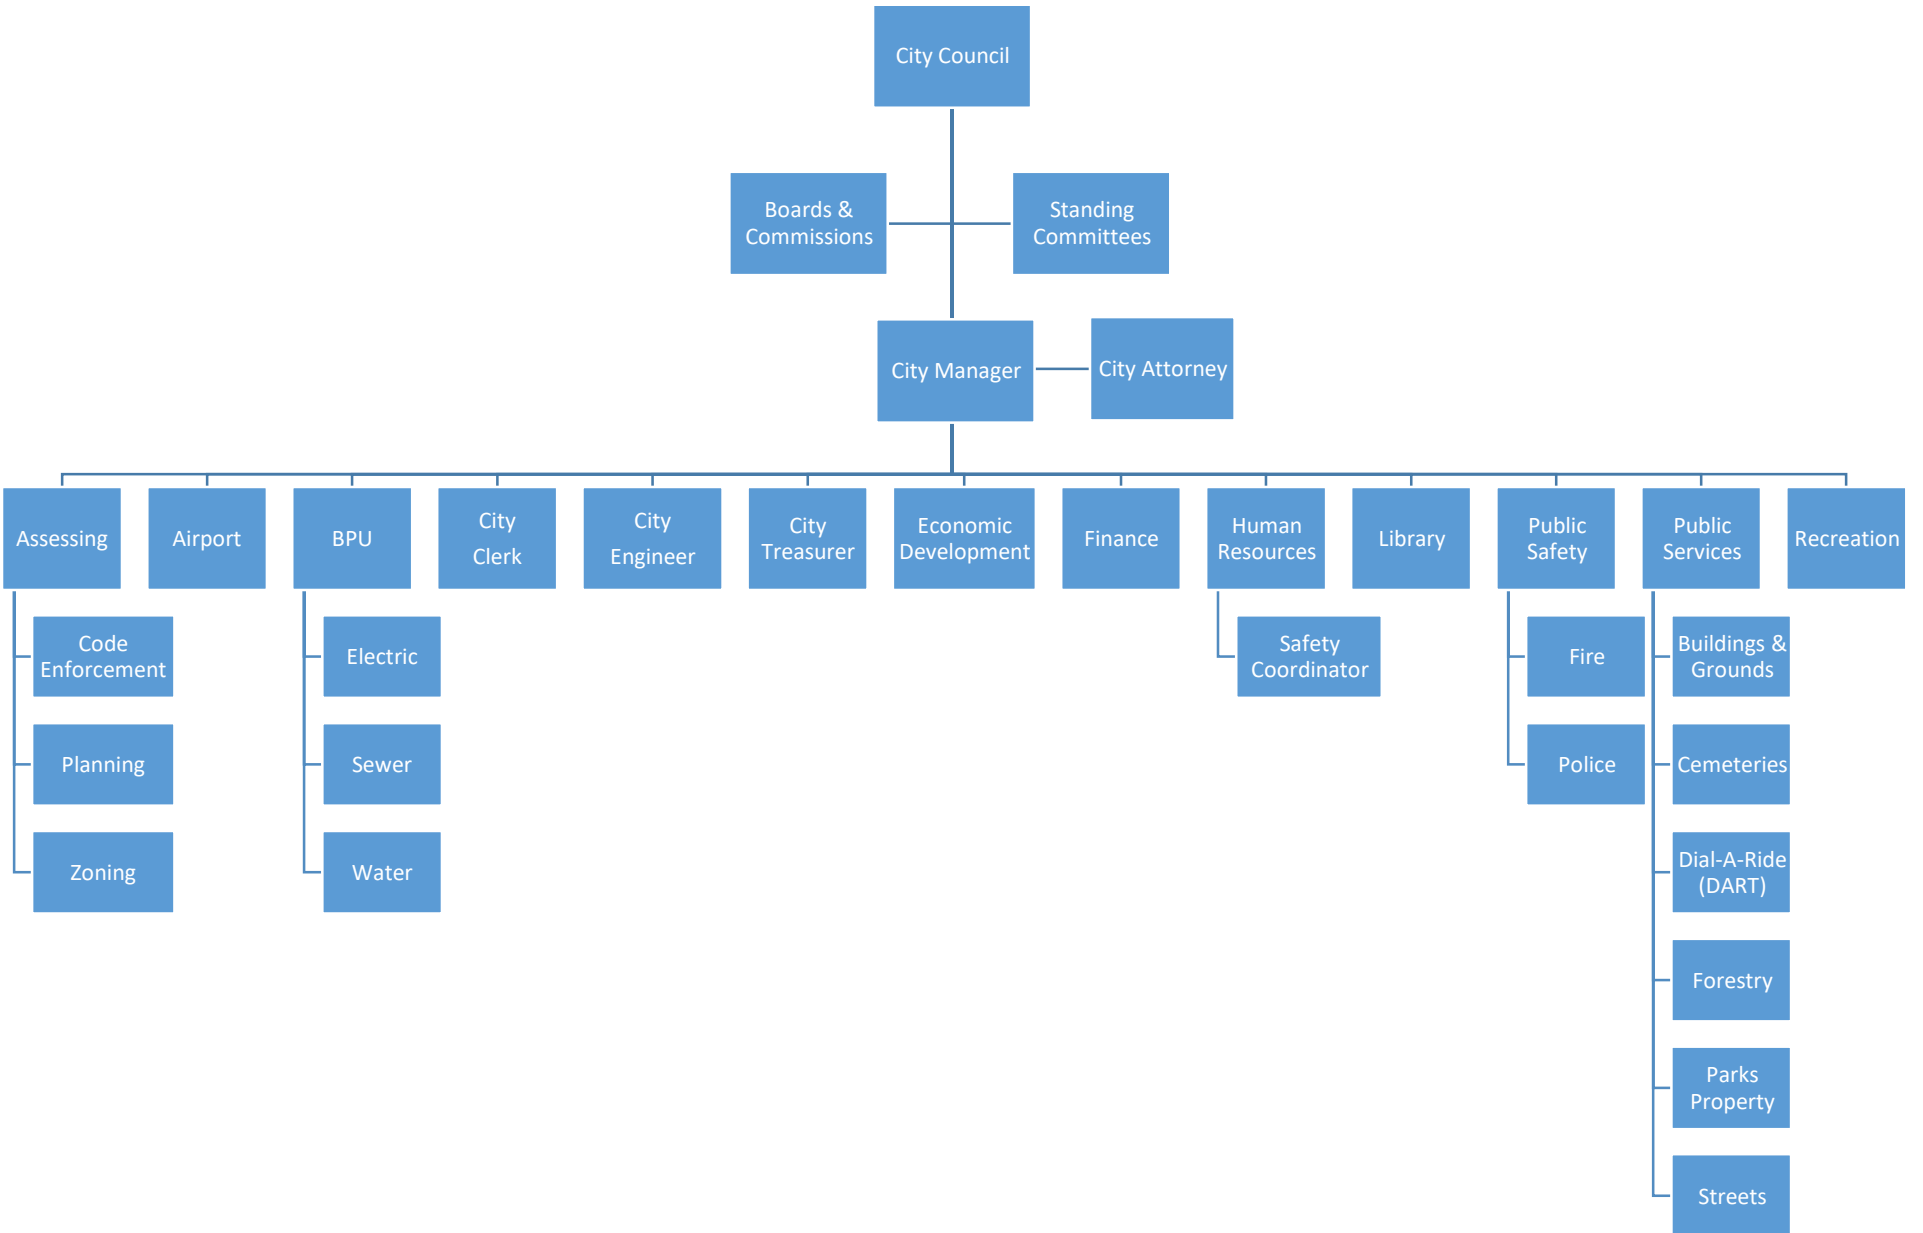 City Council
Boards &
Commissions
Standing
Committees
City Manager
City Attorney
Assessing
Airport
BPU
City
Clerk
City
Engineer
City
Treasurer
Economic
Development
Finance
Human
Resources
Library
Public
Safety
Public
Services
Recreation
Code
Enforcement
Planning
Zoning
Electric
Sewer
Water
Safety
Coordinator
Fire
Police
Buildings &
Grounds
Cemeteries
Dial-A-Ride
(DART)
Forestry
Parks
Property
Streets